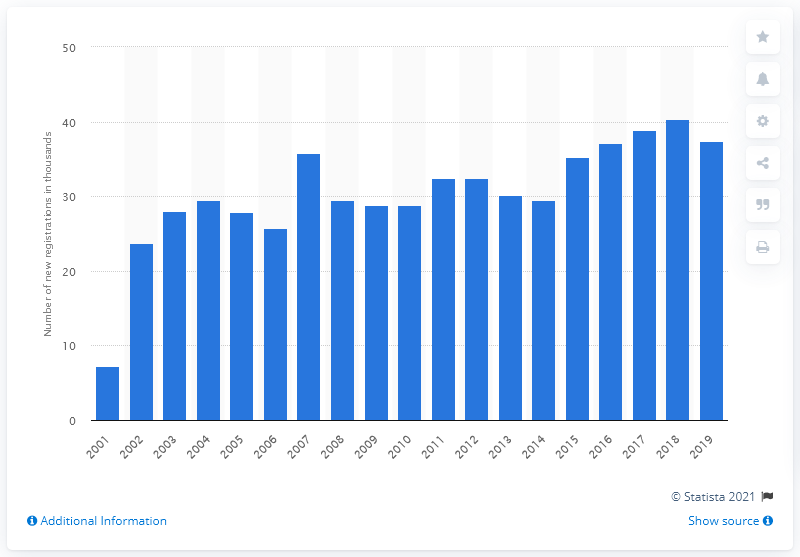 Number of new registrations in thousands
50
40
30
20
10
0
2001 2002 2003 2004 2005 2006 2007 2008 2009 2010 2011 2012 2013 2014 2015 2016 2017 2018 2019
© Statista 2021
Additional Information
Show source